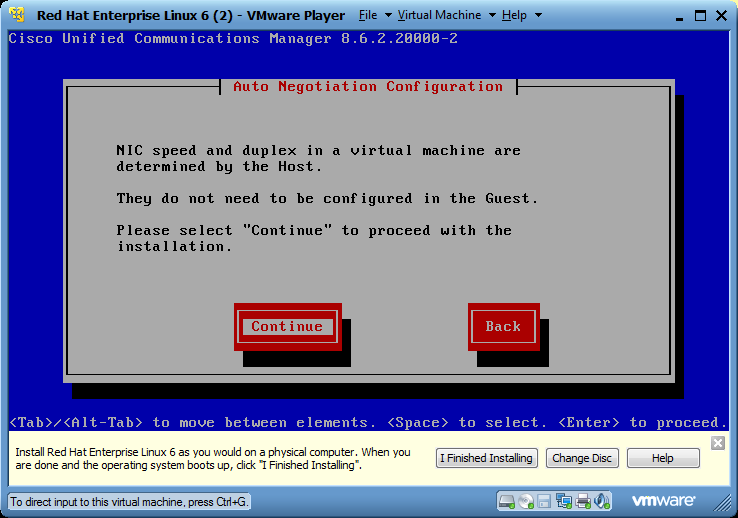 Red Hat Enterprise Linux 6 (2) - VMware Player File Virtual Machine Help
Cisco Unified Communications Manager 8.6.2.20000-2
Auto Negotiation Configuration
NIC speed and duplex in a virtual machine are
determined by the Host.
They do not need to be configured in the Guest.
Please select "Continue" to proceed with the
installation.
Continue Back
<Tab>/<Alt-Tab> to move between elements. <Space> to select. <Enter> to proceed.
Install Red Hat Enterprise Linux 6 as you would on a physical computer. When you
are done and the operating system boots up, click "I Finished Installing".
I Finished Installing Change Disc Help
To direct input to this virtual machine, press Ctrl+G.
vmware